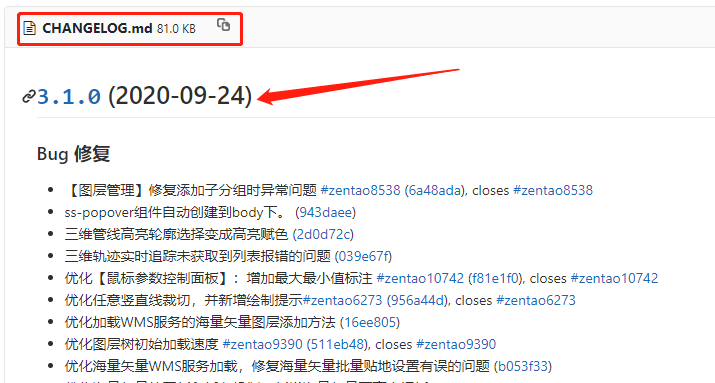 CHANGELOG.md 81.0 KB
3.1.0 (2020-09-24)
Bug 修复
【图层管理】修复添加子分组时异常问题 #zentao8538 (6a48ada), closes #zentao8538
ss-popover组件自动创建到body下。 (943daee)
三维管线高亮轮廓选择变成高亮赋色 (2d0d72c)
三维轨迹实时追踪未获取到列表报错的问题 (039e67f)
优化【鼠标参数控制面板】：增加最大最小值标注 #zentao10742 (f81e1f0), closes #zentao10742
优化任意竖直线裁切，并新增绘制提示#zentao6273 (956a44d), closes #zentao6273
优化加载WMS服务的海量矢量图层添加方法 (16ee805)
优化图层树初始加载速度 #zentao9390 (511eb48), closes #zentao9390
优化海量矢量WMS服务加载，修复海量矢量批量贴地设置有误的问题 (b053f33)